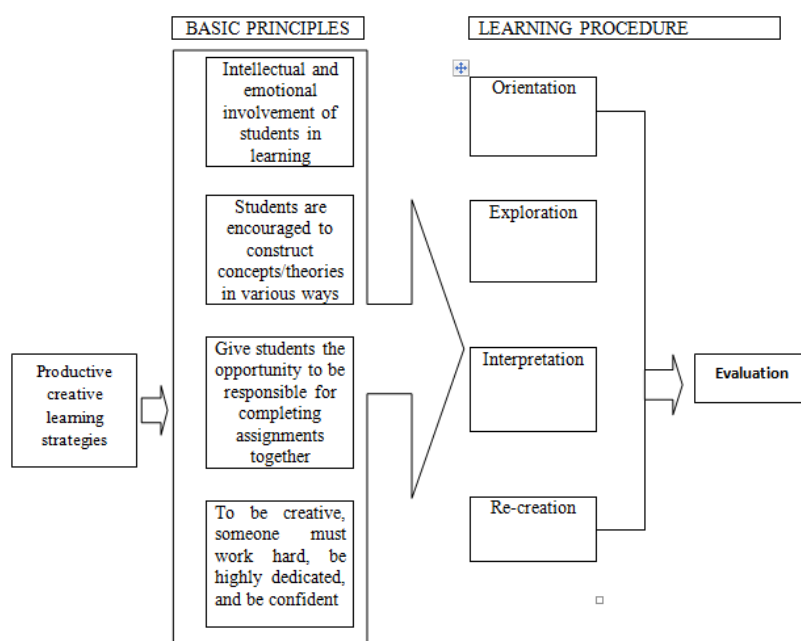 BASIC PRINCIPLES
LEARNING PROCEDURE
Intellectual and
emotional
involvement of
students in
learning
Students are
encouraged to
construct
concepts/theories
in various ways
Give students the
opportunity to be
responsible for
completing
assignments
together
To be creative,
someone must
work hard, be
highly dedicated,
and be confident
Productive
creative
learning
strategies
Orientation
Exploration
Interpretation
Re-creation
Evaluation